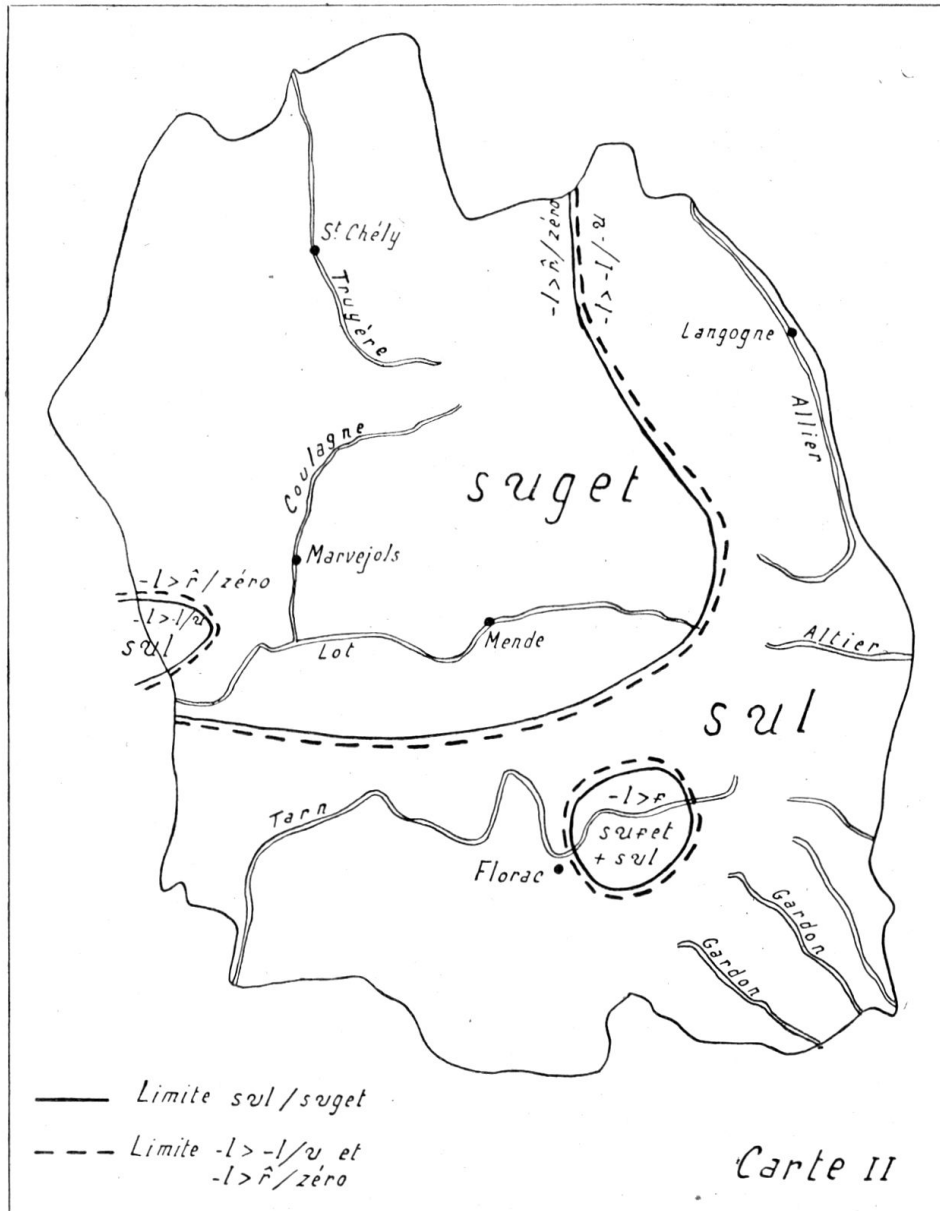 St Chély
Truyère
-l > r̂/zéro
-l > -l/-u
Langogne
Allier
Coulagne
suget
Marvejols
-l > r̂/zéro
-l > l/u
sul
Lot
Mende
Altier
sul
Tarn
-l > r
suret
+ sul
Florac
Gardon
Gardon
Limite sul/suget
Limite -l > -l/u et
-l > r̂/zéro
Carte II